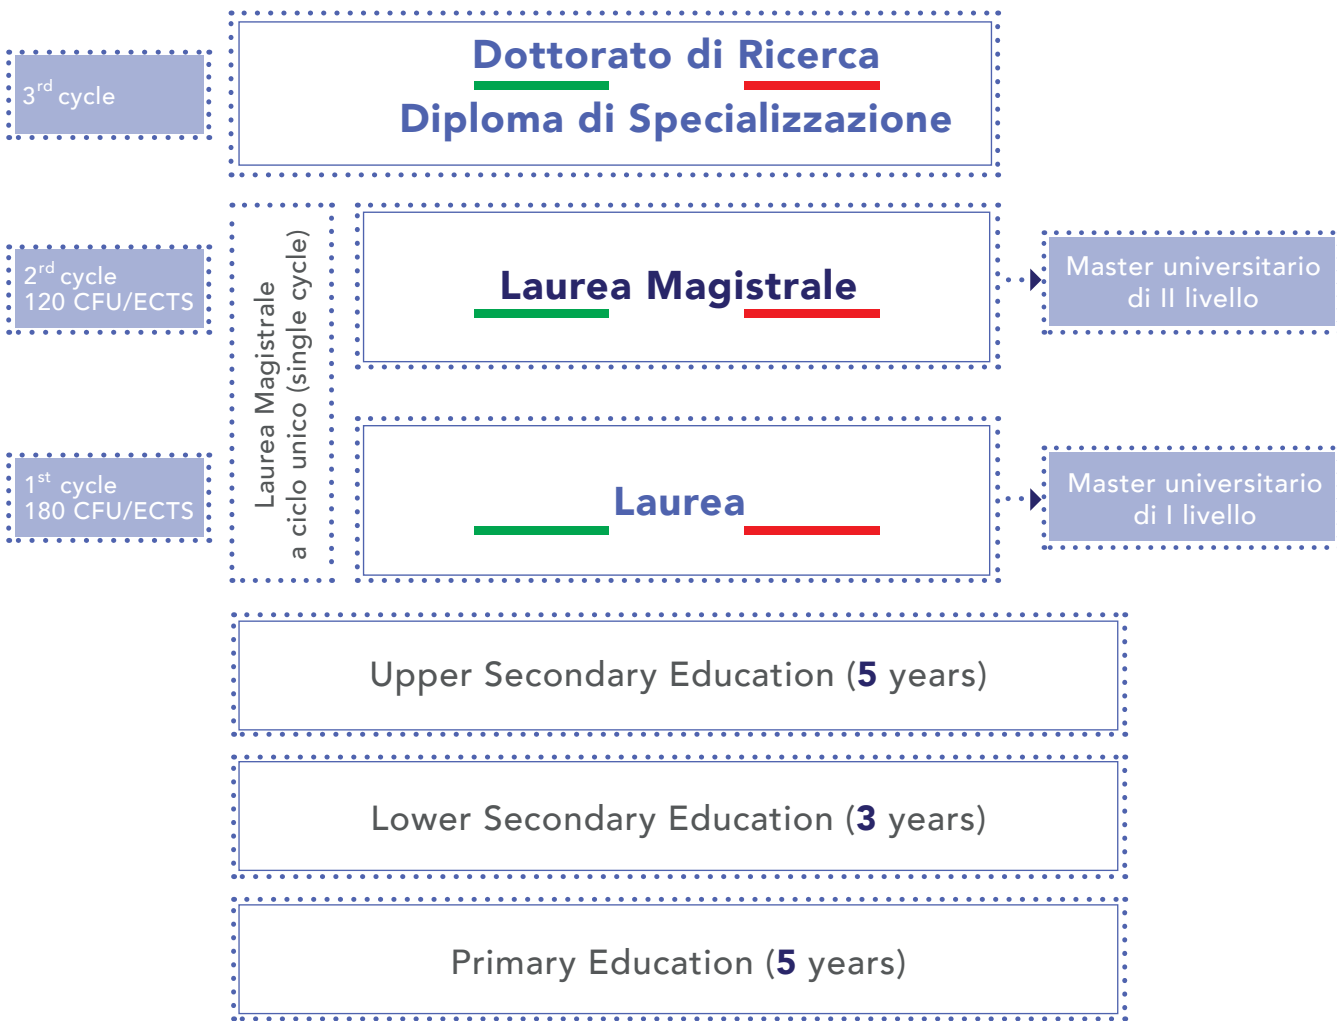 Dottorato di Ricerca
Diploma di Specializzazione
3rd cycle
2rd cycle
120 CFU/ECTS
Laurea Magistrale
a ciclo unico (single cycle)
Laurea Magistrale
Master universitario
di II livello
1st cycle
180 CFU/ECTS
Laurea
Master universitario
di I livello
Upper Secondary Education (5 years)
Lower Secondary Education (3 years)
Primary Education (5 years)